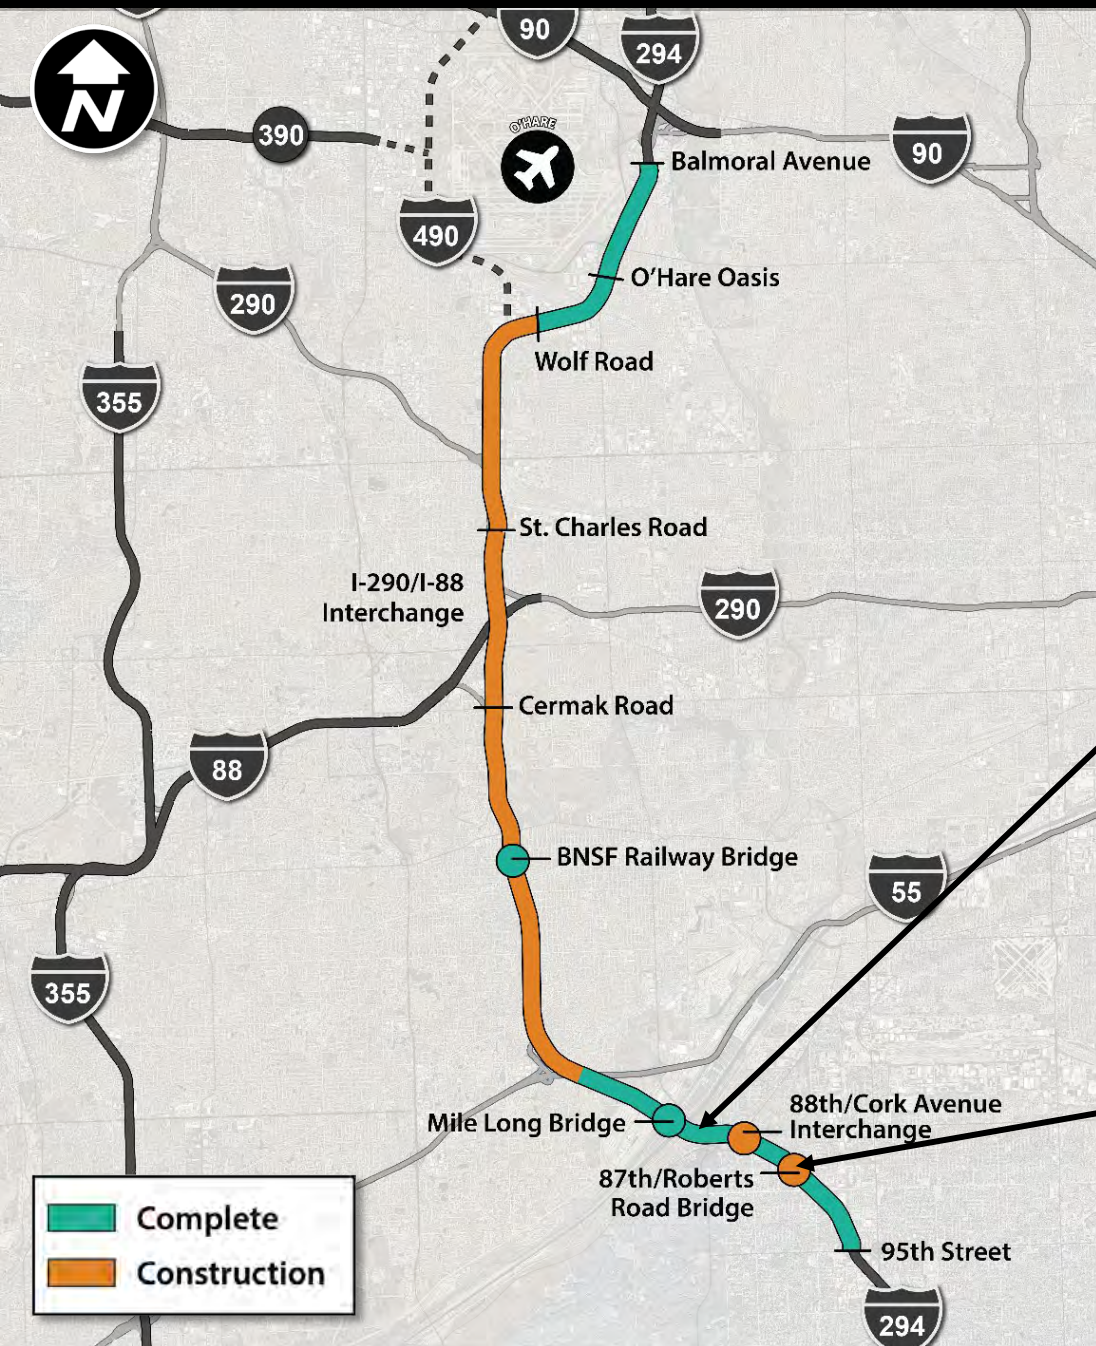 90
294
N
390
O'HARE
90
Balmoral Avenue
490
O'Hare Oasis
290
Wolf Road
355
St. Charles Road
I-290/I-88
Interchange
290
Cermak Road
88
BNSF Railway Bridge
55
355
88th/Cork Avenue
Interchange
Mile Long Bridge
87th/Roberts
Road Bridge
Complete
95th Street
Construction
294